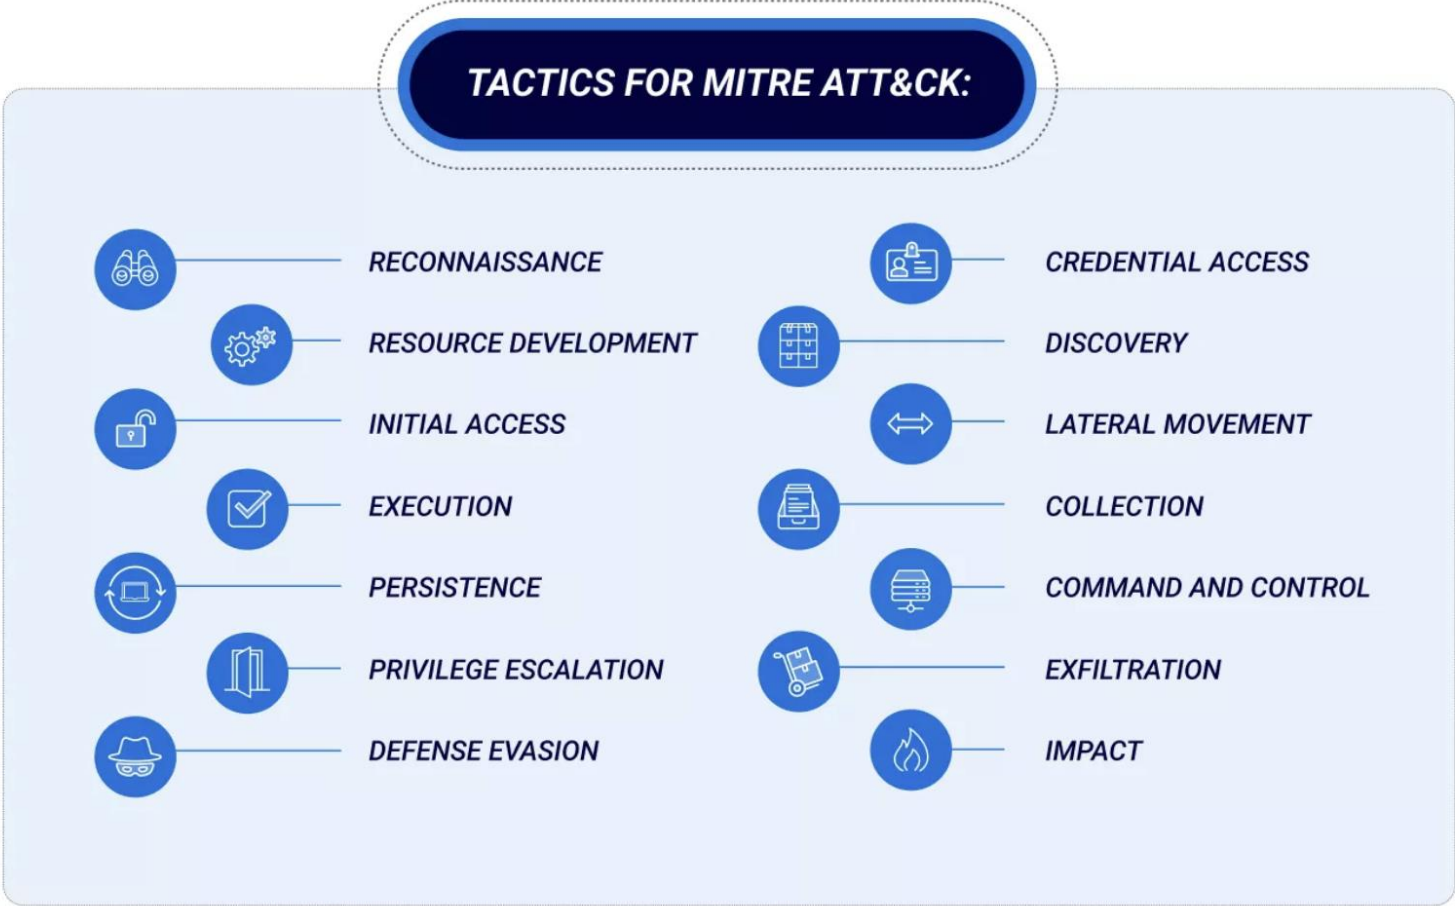 TACTICS FOR MITRE ATT&CK:
RECONNAISSANCE
RESOURCE DEVELOPMENT
INITIAL ACCESS
EXECUTION
PERSISTENCE
PRIVILEGE ESCALATION
DEFENSE EVASION
CREDENTIAL ACCESS
DISCOVERY
LATERAL MOVEMENT
COLLECTION
COMMAND AND CONTROL
EXFILTRATION
IMPACT